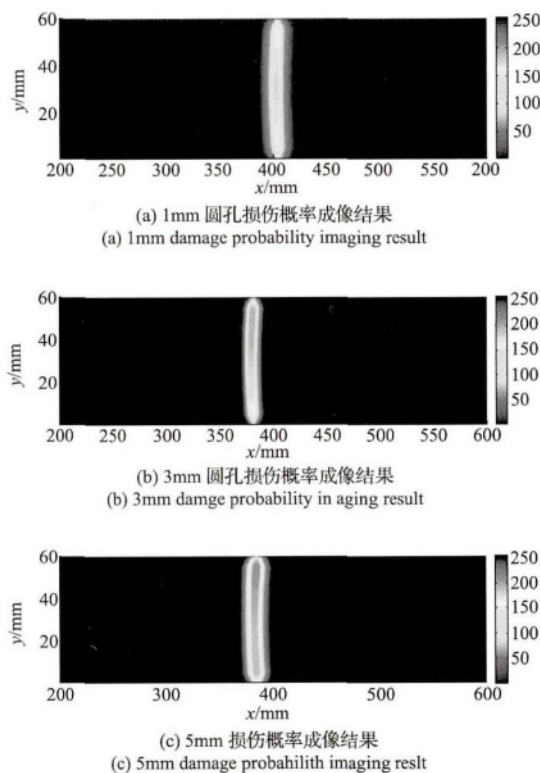 60
40
20
y/mm
200 250 300 350 400 450 500 550 200
x/mm
250
200
150
100
50
(a) 1mm 圆孔损伤概率成像结果
(a) 1mm damage probability imaging result
60
40
20
y/mm
200 250 300 350 400 450 500 550 600
x/mm
250
200
150
100
50
(b) 3mm 圆孔损伤概率成像结果
(b) 3mm damge probability in aging result
60
40
20
y/mm
200 300 350 400 500 600
x/mm
250
200
150
100
50
(c) 5mm 损伤概率成像结果
(c) 5mm damage probahilith imaging reslt